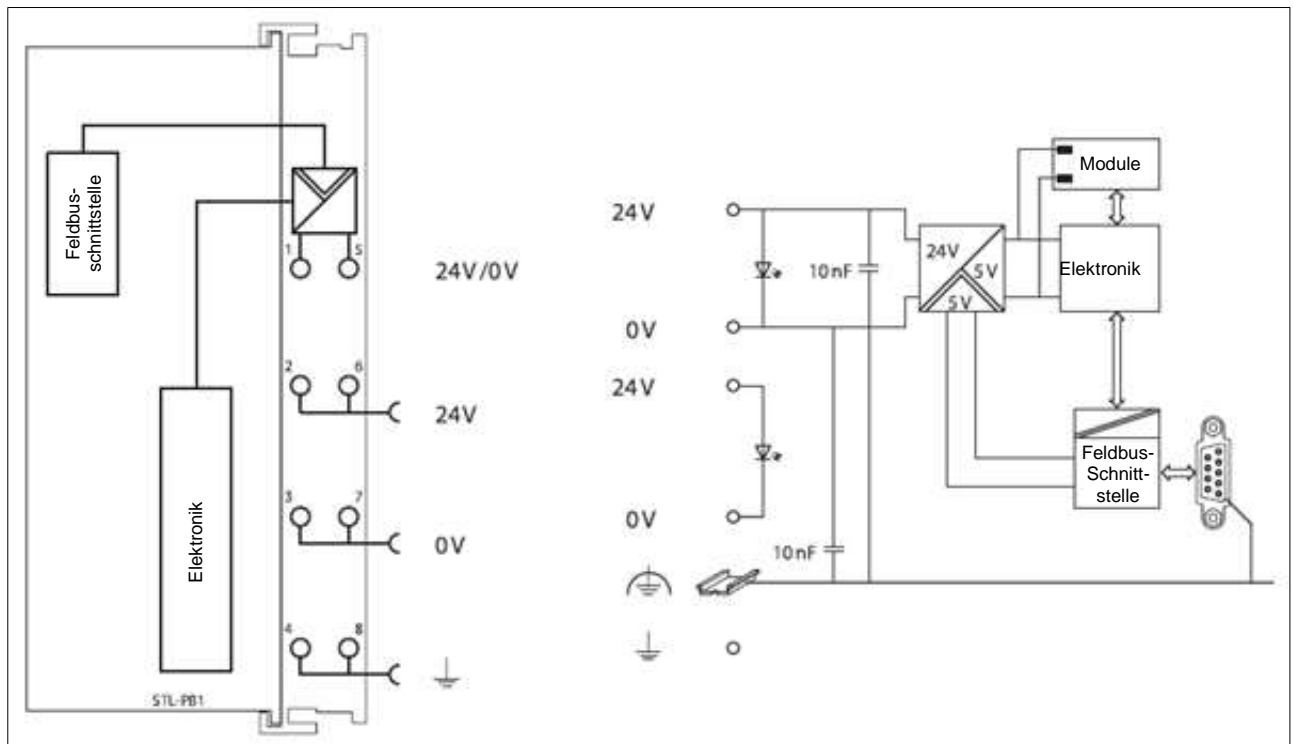 Feldbus-
schnittstelle
1
5
24V/0V
2
6
24V
3
7
0V
Elektronik
4
8
STL-PB1
24V
10nF
0V
24V
0V
10nF
24V
5V
5V
Module
Elektronik
Feldbus-
Schnitt-
stelle